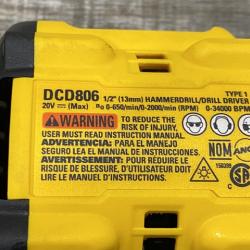 DCD806 1/2" (13mm) HAMMERDRILL/DRILL DRIVER
TYPE 1
20V (Max) n₀ 0-650/min/0-2000/min (RPM) 0-34000 BPM
WARNING TO REDUCE THE
RISK OF INJURY,
USER MUST READ INSTRUCTION MANUAL.
ADVERTENCIA: PARA EL MANEJO
SEGURO LEA EL MANUAL DE INSTRUCCIONES.
AVERTISSEMENT: POUR RÉDUIRE LE
RISQUE DE BLESSURE, L'UTILISATEUR
DOIT LIRE LE MANUEL D'INSTRUCTIONS.
NOM